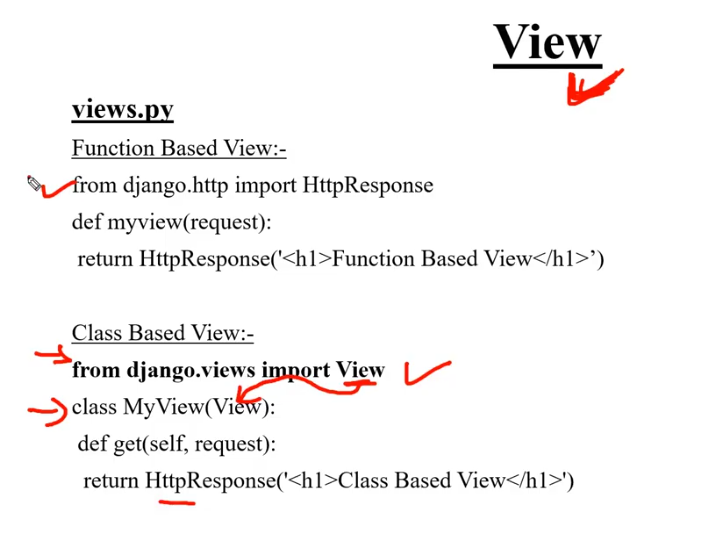 View
views.py
Function Based View:-
from django.http import HttpResponse
def myview(request):
return HttpResponse('<h1>Function Based View</h1>’)
Class Based View:-
from django.views import View
class MyView(View):
def get(self, request):
return HttpResponse('<h1>Class Based View</h1>')